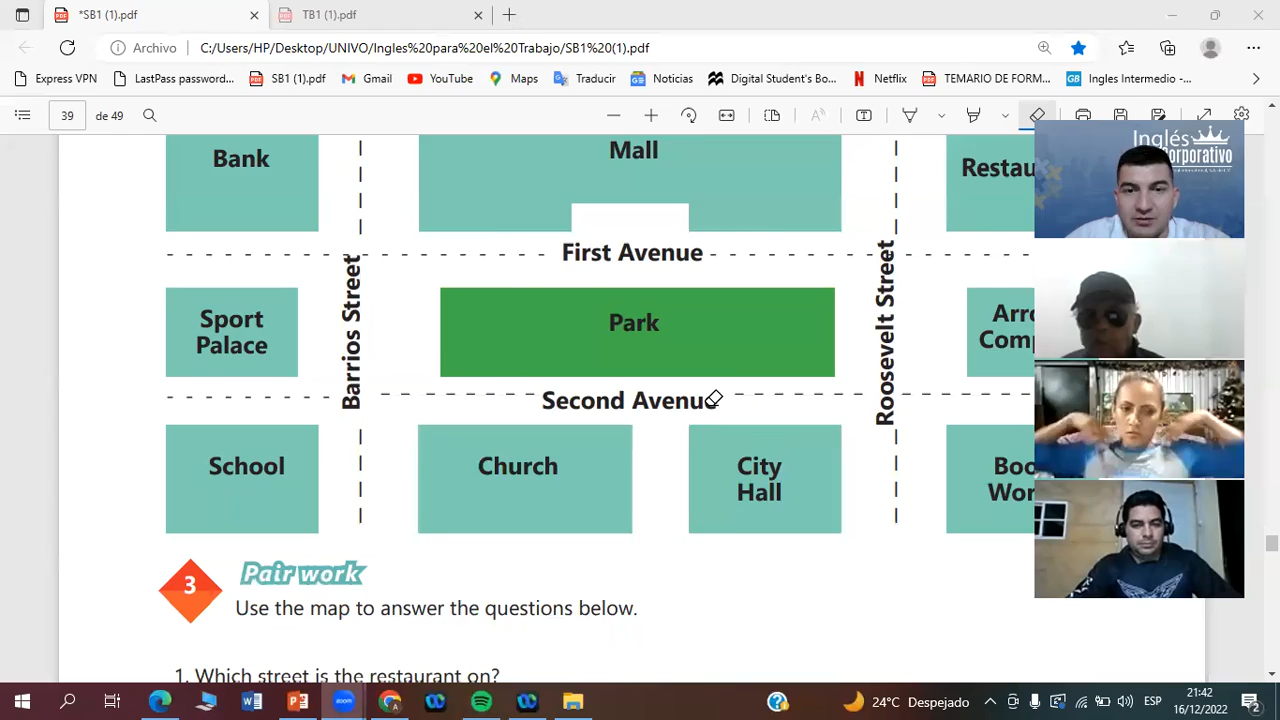 *SB1 (1).pdf
TB1 (1).pdf
Archivo
C:/Users/HP/Desktop/UNIVO/Ingles%20para%20el%20Trabajo/SB1%20(1).pdf
Express VPN
LastPass password...
SB1 (1).pdf
Gmail
YouTube
Maps
Traducir
Noticias
Digital Student's Bo...
Netflix
TEMARIO DE FORM...
Ingles Intermedio -...
39
de 49
Inglés
Corporativo
Bank
Mall
Restau
First Avenue
Barrios Street
Roosevelt Street
Sport
Palace
Park
Arro
Comp
Second Avenue
School
Church
City
Hall
Boo
Wor
3
Pair work
Use the map to answer the questions below.
1. Which street is the restaurant on?
zoom
24°C Despejado
ESP
21:42
16/12/2022
2